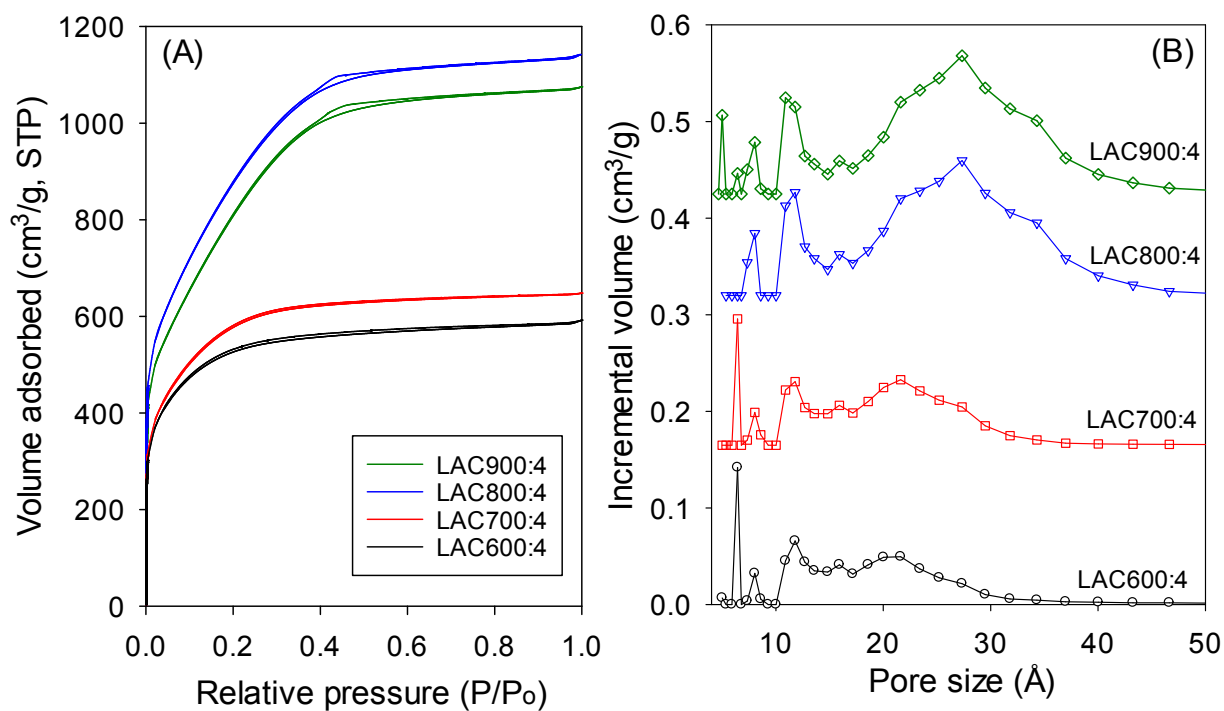 (A)
Volume adsorbed (cm³/g, STP)
1200
1000
800
600
400
200
0
0.0 0.2 0.4 0.6 0.8 1.0
Relative pressure (P/Po)
LAC900:4
LAC800:4
LAC700:4
LAC600:4
(B)
Incremental volume (cm³/g)
0.6
0.5
0.4
0.3
0.2
0.1
0.0
LAC900:4
LAC800:4
LAC700:4
LAC600:4
10 20 30 40 50
Pore size (Å)